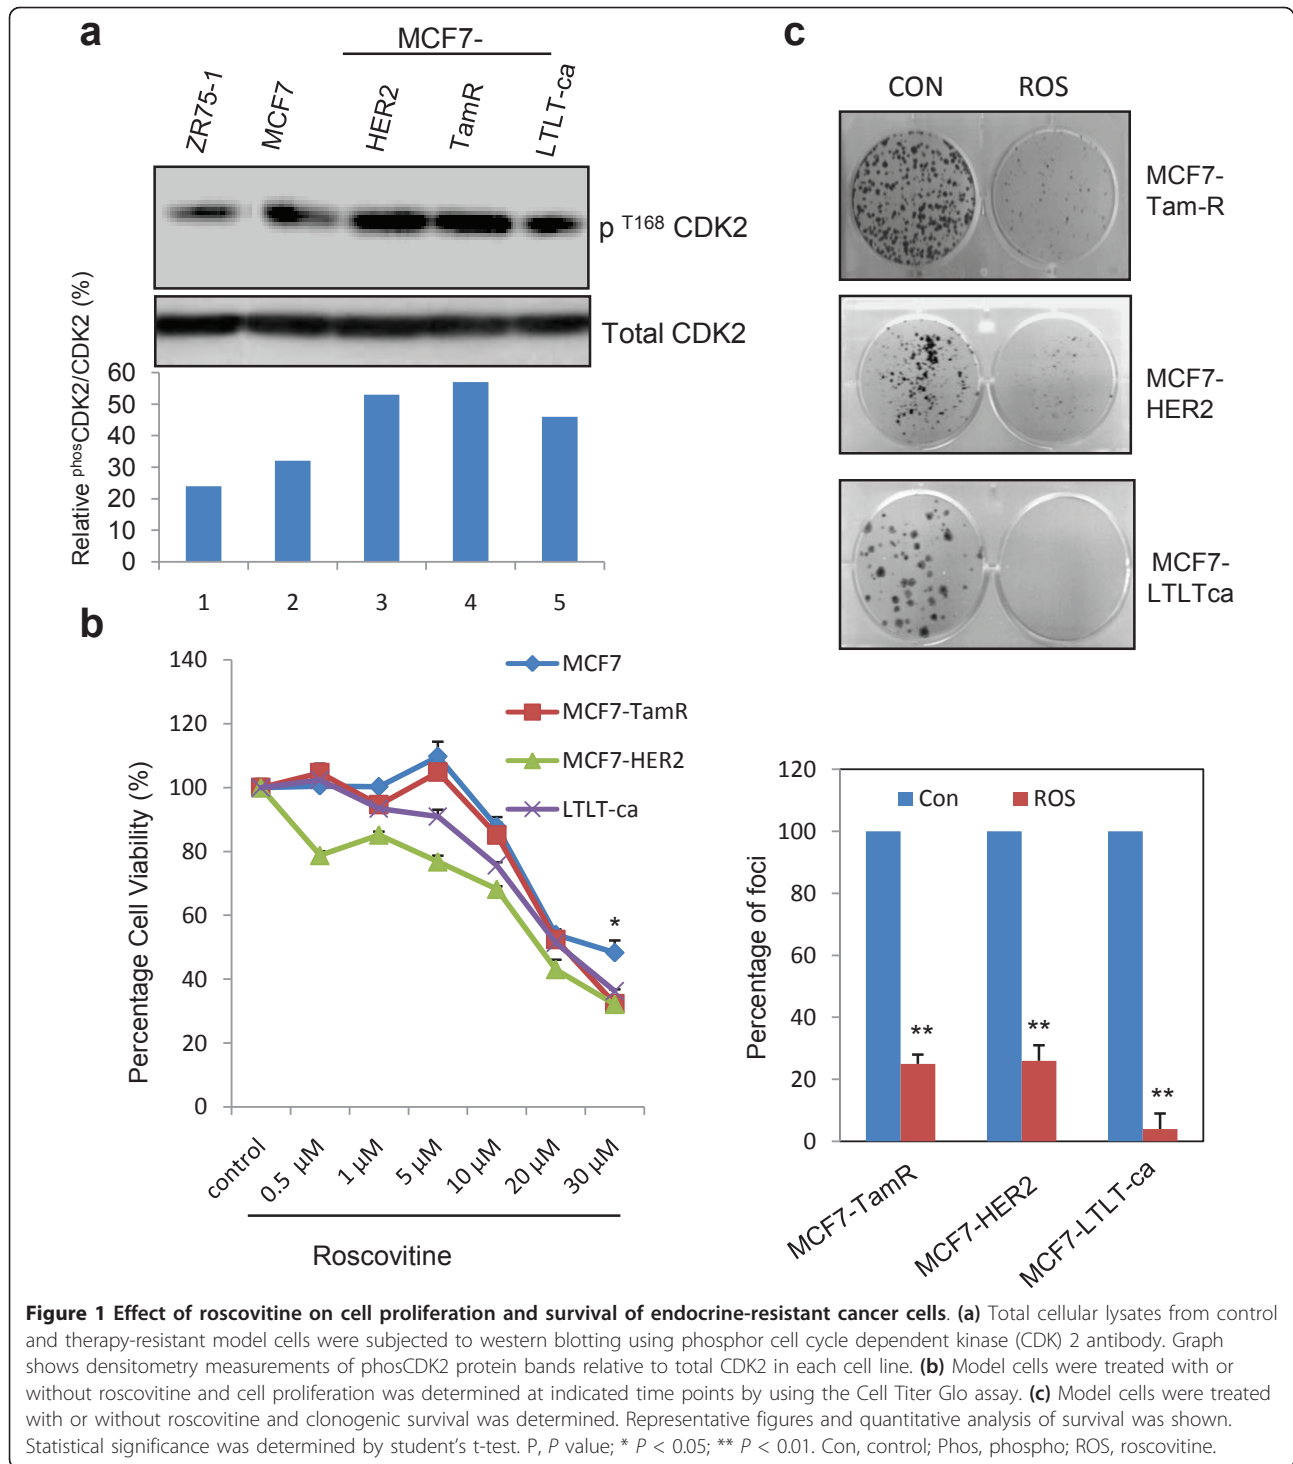 a
MCF7-
ZR75-1
MCF7
HER2
TamR
LTLT-ca
p T168 CDK2
Total CDK2
Relative phosCDK2/CDK2 (%)
60
50
40
30
20
10
0
1 2 3 4 5
b
140
120
100
80
60
40
20
0
Percentage Cell Viability (%)
MCF7
MCF7-TamR
MCF7-HER2
LTLT-ca
*
control
0.5 µM
1 µM
5 µM
10 µM
20 µM
30 µM
Roscovitine
c
CON ROS
MCF7-
Tam-R
MCF7-
HER2
MCF7-
LTLTca
120
100
80
60
40
20
0
Percentage of foci
Con ROS
**
**
**
MCF7-TamR
MCF7-HER2
MCF7-LTLT-ca
Figure 1 Effect of roscovitine on cell proliferation and survival of endocrine-resistant cancer cells. (a) Total cellular lysates from control
and therapy-resistant model cells were subjected to western blotting using phosphor cell cycle dependent kinase (CDK) 2 antibody. Graph
shows densitometry measurements of phosCDK2 protein bands relative to total CDK2 in each cell line. (b) Model cells were treated with or
without roscovitine and cell proliferation was determined at indicated time points by using the Cell Titer Glo assay. (c) Model cells were treated
with or without roscovitine and clonogenic survival was determined. Representative figures and quantitative analysis of survival was shown.
Statistical significance was determined by student's t-test. P, P value; * P < 0.05; ** P < 0.01. Con, control; Phos, phospho; ROS, roscovitine.